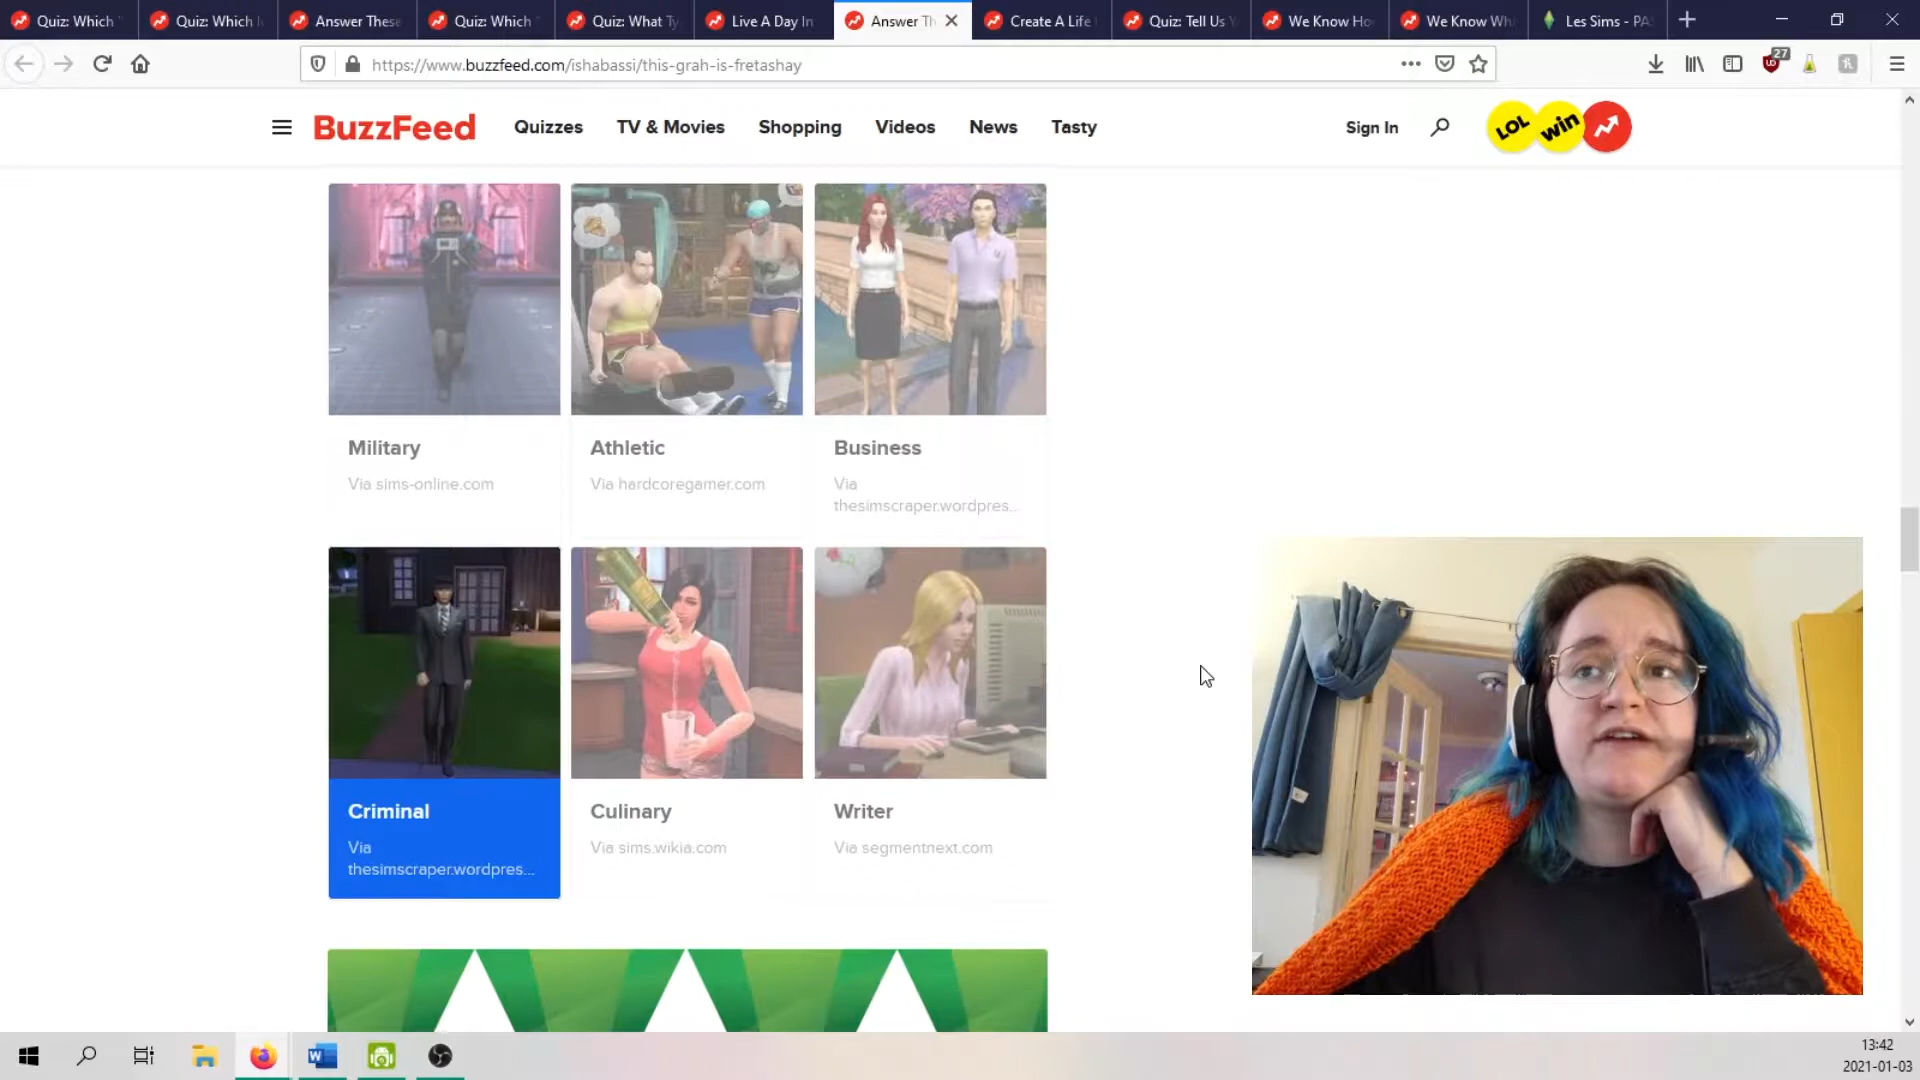 Quiz: Which
Quiz: Which
Answer These
Quiz: Which
Quiz: What Ty
Live A Day In
Answer Th
Create A Life
Quiz: Tell Us Y
We Know Ho
We Know Wh
Les Sims - PA
https://www.buzzfeed.com/ishabassi/this-grah-is-fretashay
27
BuzzFeed
Quizzes
TV & Movies
Shopping
Videos
News
Tasty
Sign In
LOL
win
Military
Via sims-online.com
Athletic
Via hardcoregamer.com
Business
Via
thesimscraper.wordpres...
Criminal
Via
thesimscraper.wordpres...
Culinary
Via sims.wikia.com
Writer
Via segmentnext.com
13:42
2021-01-03